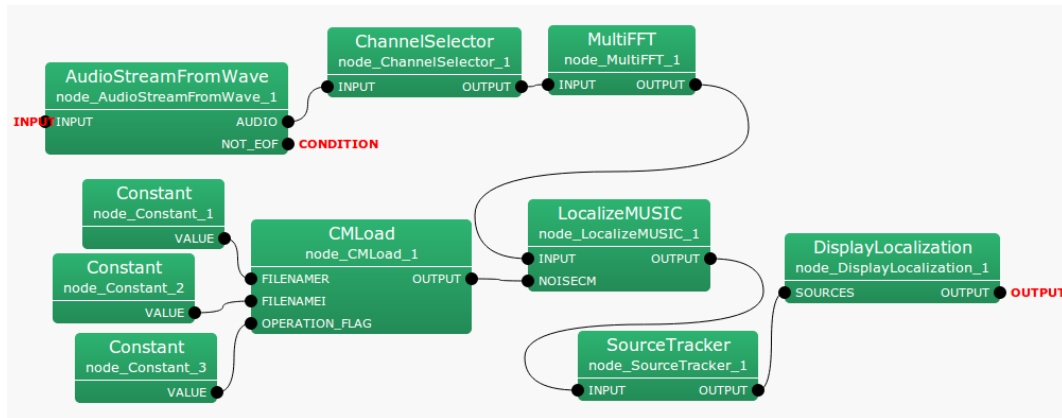 AudioStreamFromWave
node_AudioStreamFromWave_1
INPUT INPUT AUDIO
NOT_EOF CONDITION
ChannelSelector
node_ChannelSelector_1
INPUT OUTPUT
MultiFFT
node_MultiFFT_1
INPUT OUTPUT
Constant
node_Constant_1
VALUE
Constant
node_Constant_2
VALUE
Constant
node_Constant_3
VALUE
CMLoad
node_CMLoad_1
FILENAMER OUTPUT
FILENAMEI
OPERATION_FLAG
LocalizeMUSIC
node_LocalizeMUSIC_1
INPUT OUTPUT
NOISECM
SourceTracker
node_SourceTracker_1
INPUT OUTPUT
DisplayLocalization
node_DisplayLocalization_1
SOURCES OUTPUT OUTPUT